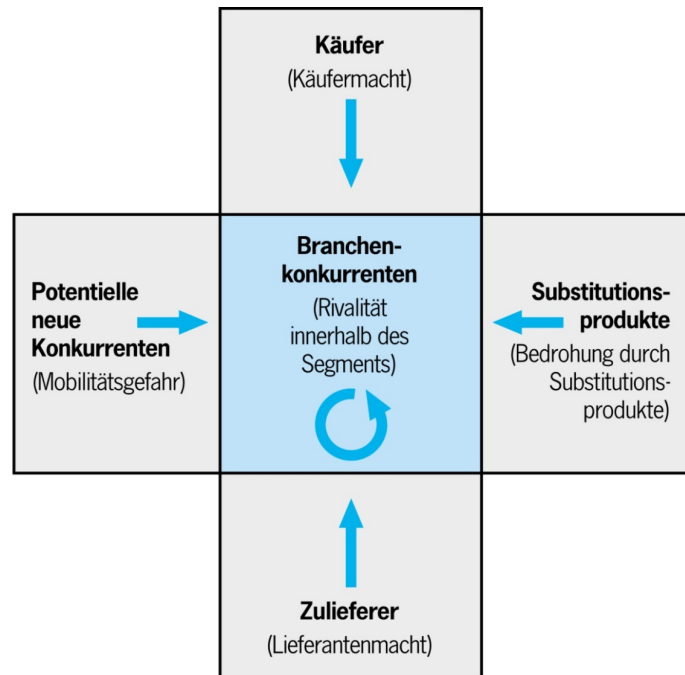 Käufer
(Käufermacht)
Potentielle
neue
Konkurrenten
(Mobilitätsgefahr)
Branchen-
konkurrenten
(Rivalität
innerhalb des
Segments)
Substitutions-
produkte
(Bedrohung durch
Substitutions-
produkte)
Zulieferer
(Lieferantenmacht)